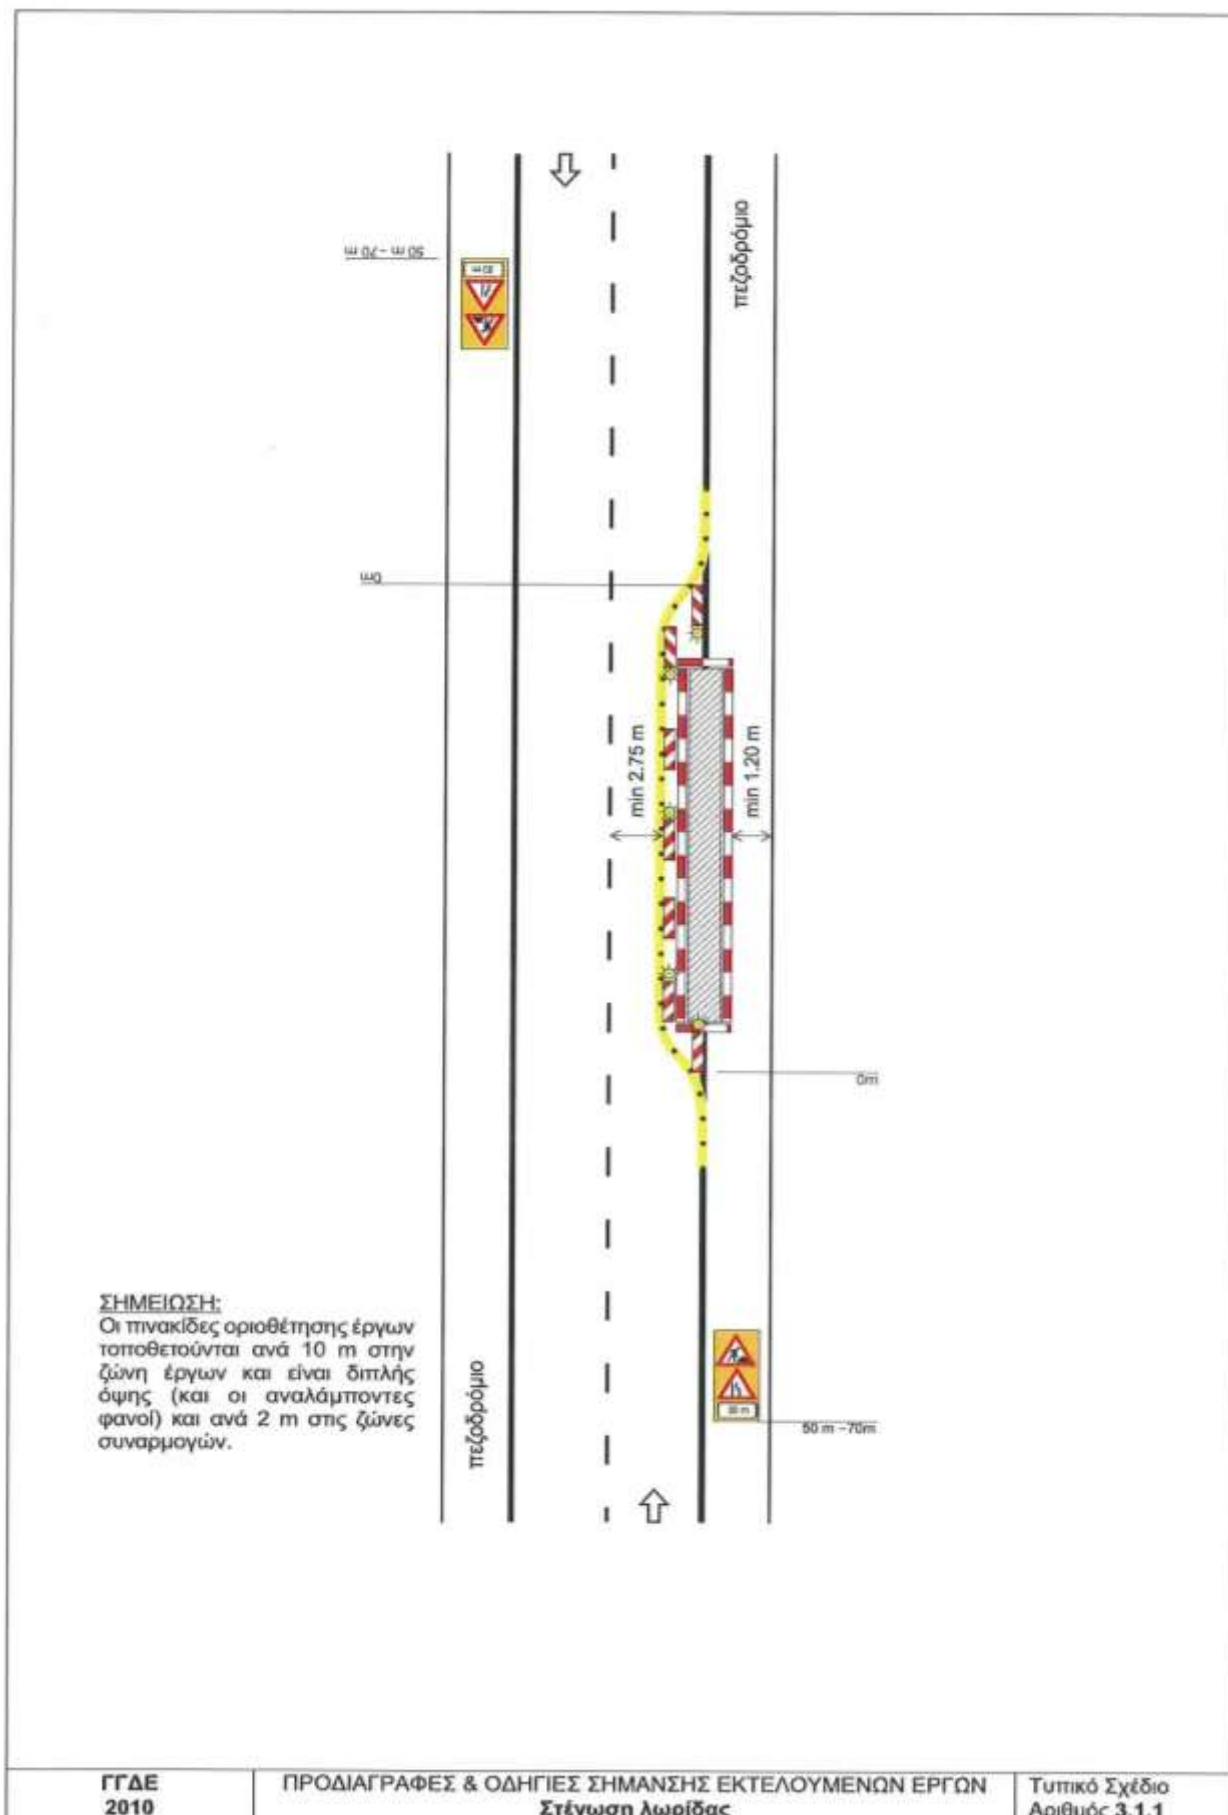 50 m -70 m
πεζοδρόμιο
0m
min 2.75 m
min 1.20 m
0m
ΣΗΜΕΙΩΣΗ:
Οι πινακίδες οριοθέτησης έργων
τοποθετούνται ανά 10 m στην
ζώνη έργων και είναι διπλής
όψης (και οι αναλάμποντες
φανοί) και ανά 2 m στις ζώνες
συναρμογών.
πεζοδρόμιο
50 m -70m
ΓΓΔΕ
2010
ΠΡΟΔΙΑΓΡΑΦΕΣ & ΟΔΗΓΙΕΣ ΣΗΜΑΝΣΗΣ ΕΚΤΕΛΟΥΜΕΝΩΝ ΕΡΓΩΝ
Στένωση λωρίδας
Τυπικό Σχέδιο
Αριθμός 3.1.1